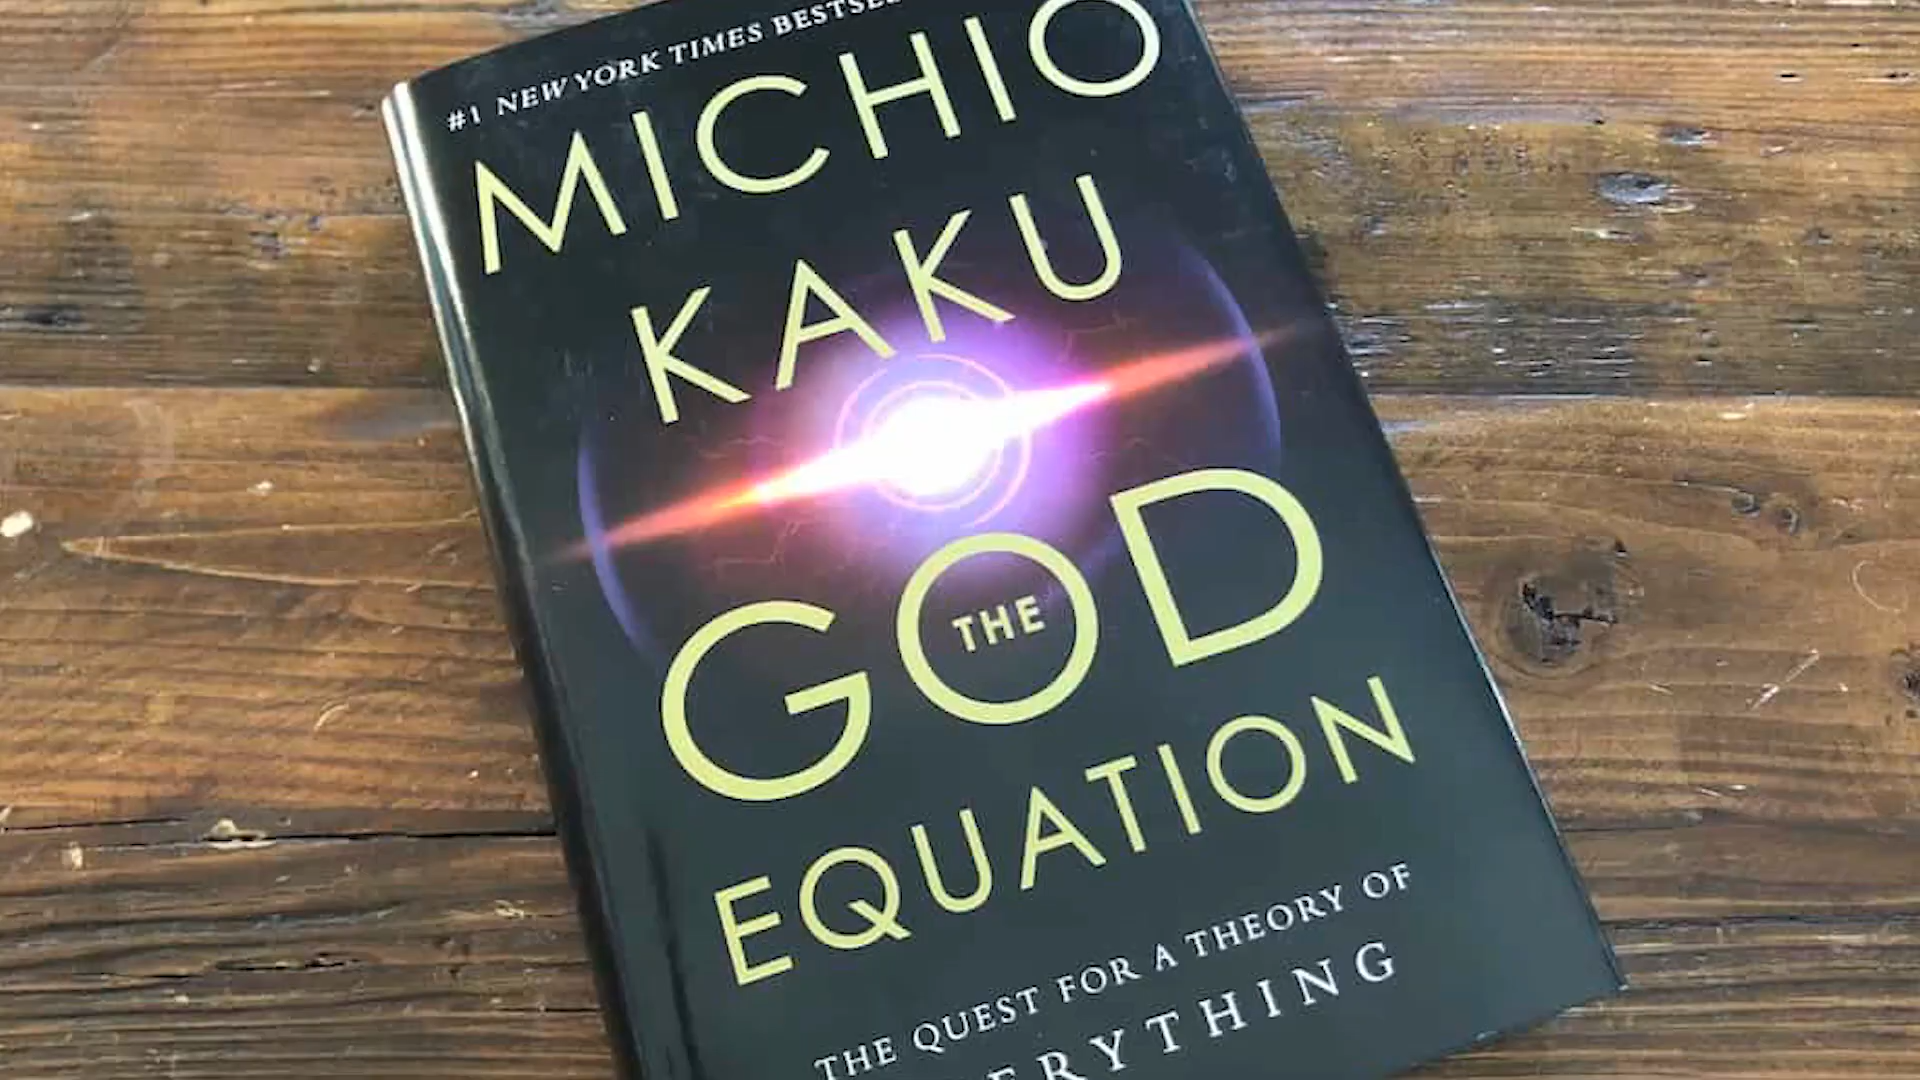 #1 NEW YORK TIMES
MICHIO
KAKU
THE
GOD
EQUATION
THE QUEST FOR A THEORY OF